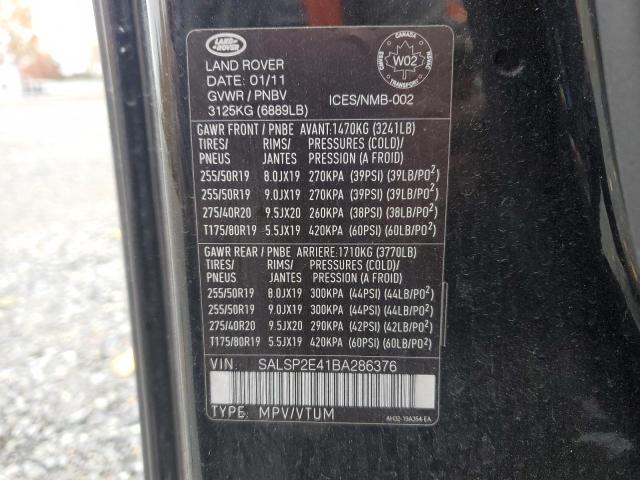 LAND ROVER
CANADA
W02
TRANSPORT
LAND ROVER
DATE: 01/11
GVWR / PNBV
3125KG (6889LB)
ICES/NMB-002
GAWR FRONT / PNBE AVANT:1470KG (3241LB)
TIRES/ RIMS/ PRESSURES (COLD)/
PNEUS JANTES PRESSION (A FROID)
255/50R19 8.0JX19 270KPA (39PSI) (39LB/PO²)
255/50R19 9.0JX19 270KPA (39PSI) (39LB/PO²)
275/40R20 9.5JX20 260KPA (38PSI) (38LB/PO²)
T175/80R19 5.5JX19 420KPA (60PSI) (60LB/PO²)
GAWR REAR / PNBE ARRIERE:1710KG (3770LB)
TIRES/ RIMS/ PRESSURES (COLD)/
PNEUS JANTES PRESSION (A FROID)
255/50R19 8.0JX19 300KPA (44PSI) (44LB/PO²)
255/50R19 9.0JX19 300KPA (44PSI) (44LB/PO²)
275/40R20 9.5JX20 290KPA (42PSI) (42LB/PO²)
T175/80R19 5.5JX19 420KPA (60PSI) (60LB/PO²)
VIN: SALSP2E41BA286376
TYPE: MPV/VTUM
AH32-19A354-EA